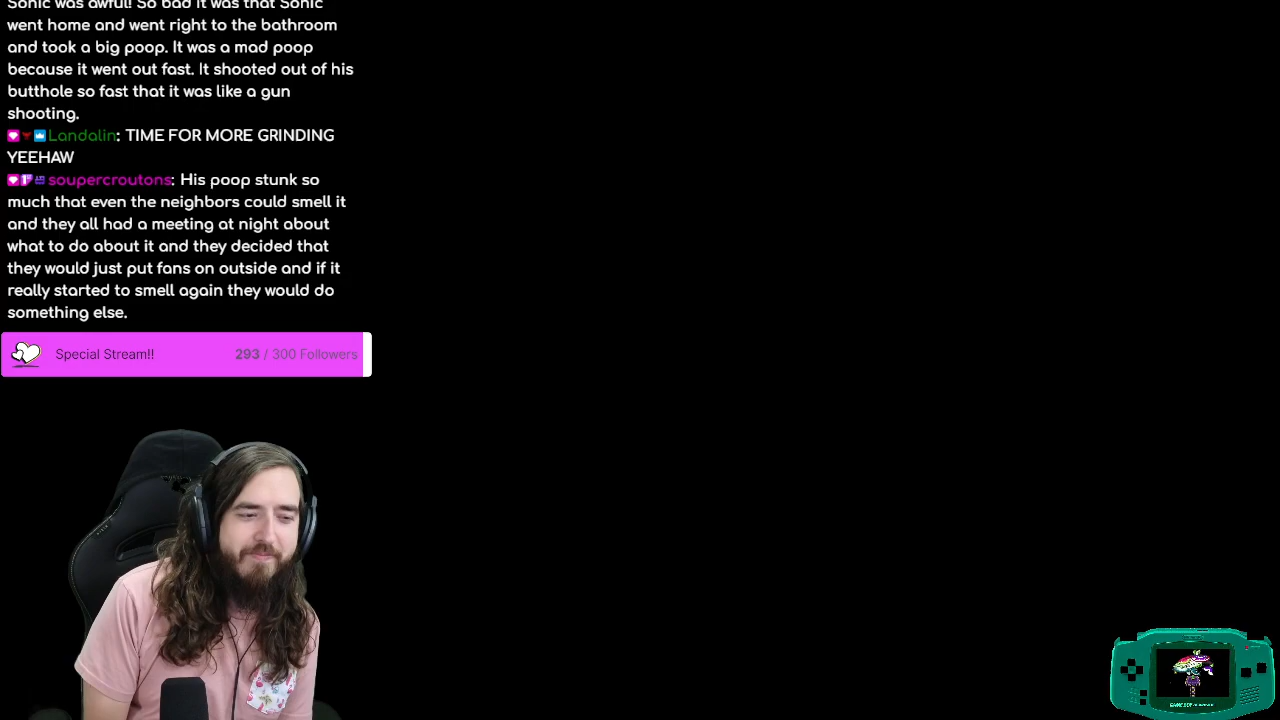 Sonic was awful! So bad it was that Sonic
went home and went right to the bathroom
and took a big poop. It was a mad poop
because it went out fast. It shooted out of his
butthole so fast that it was like a gun
shooting.
Landalin: TIME FOR MORE GRINDING
YEEHAW
soupercroutons: His poop stunk so
much that even the neighbors could smell it
and they all had a meeting at night about
what to do about it and they decided that
they would just put fans on outside and if it
really started to smell again they would do
something else.
Special Stream!! 293 / 300 Followers